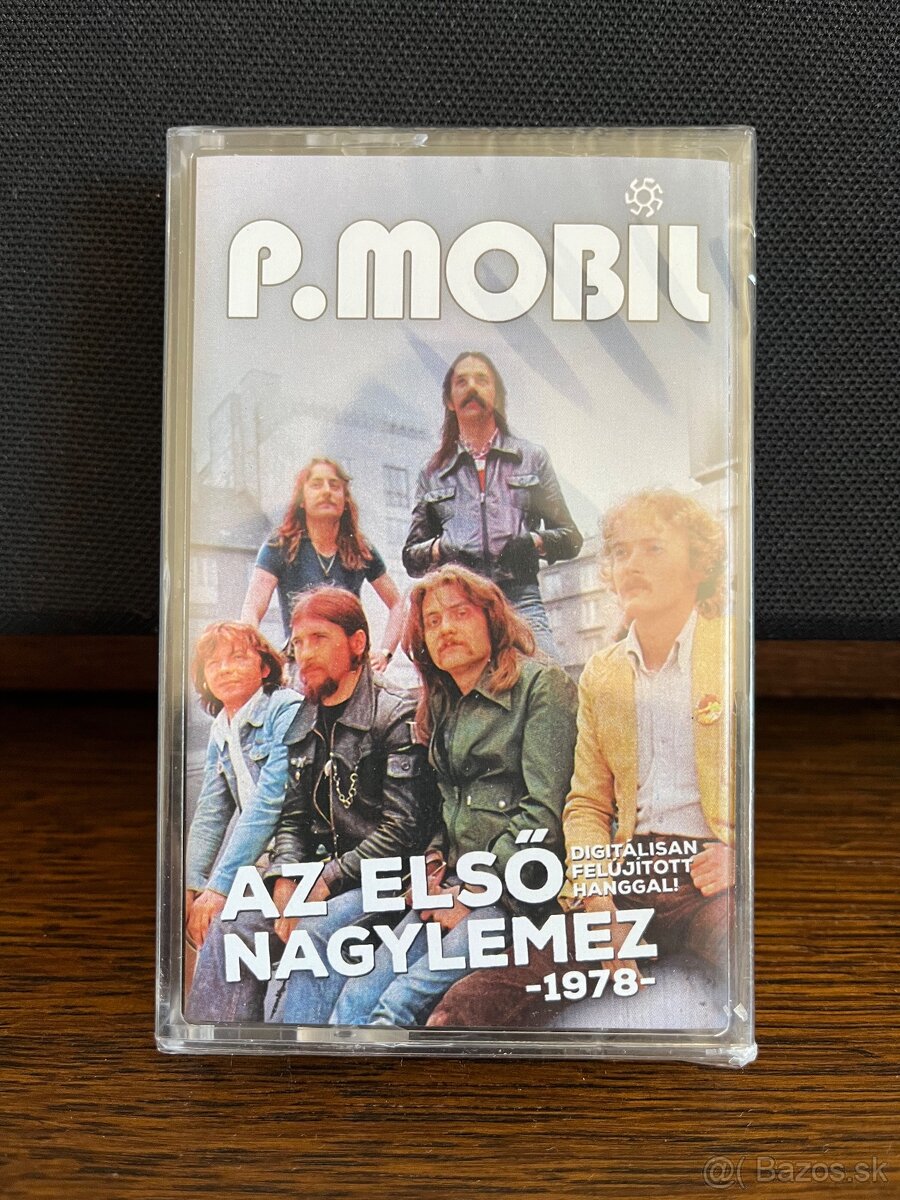 P.MOBIL
AZ ELSŐ
DIGITÁLISAN
FELÚJÍTOTT
HANGGAL!
NAGYLEMEZ
-1978-
@( Bazos.sk